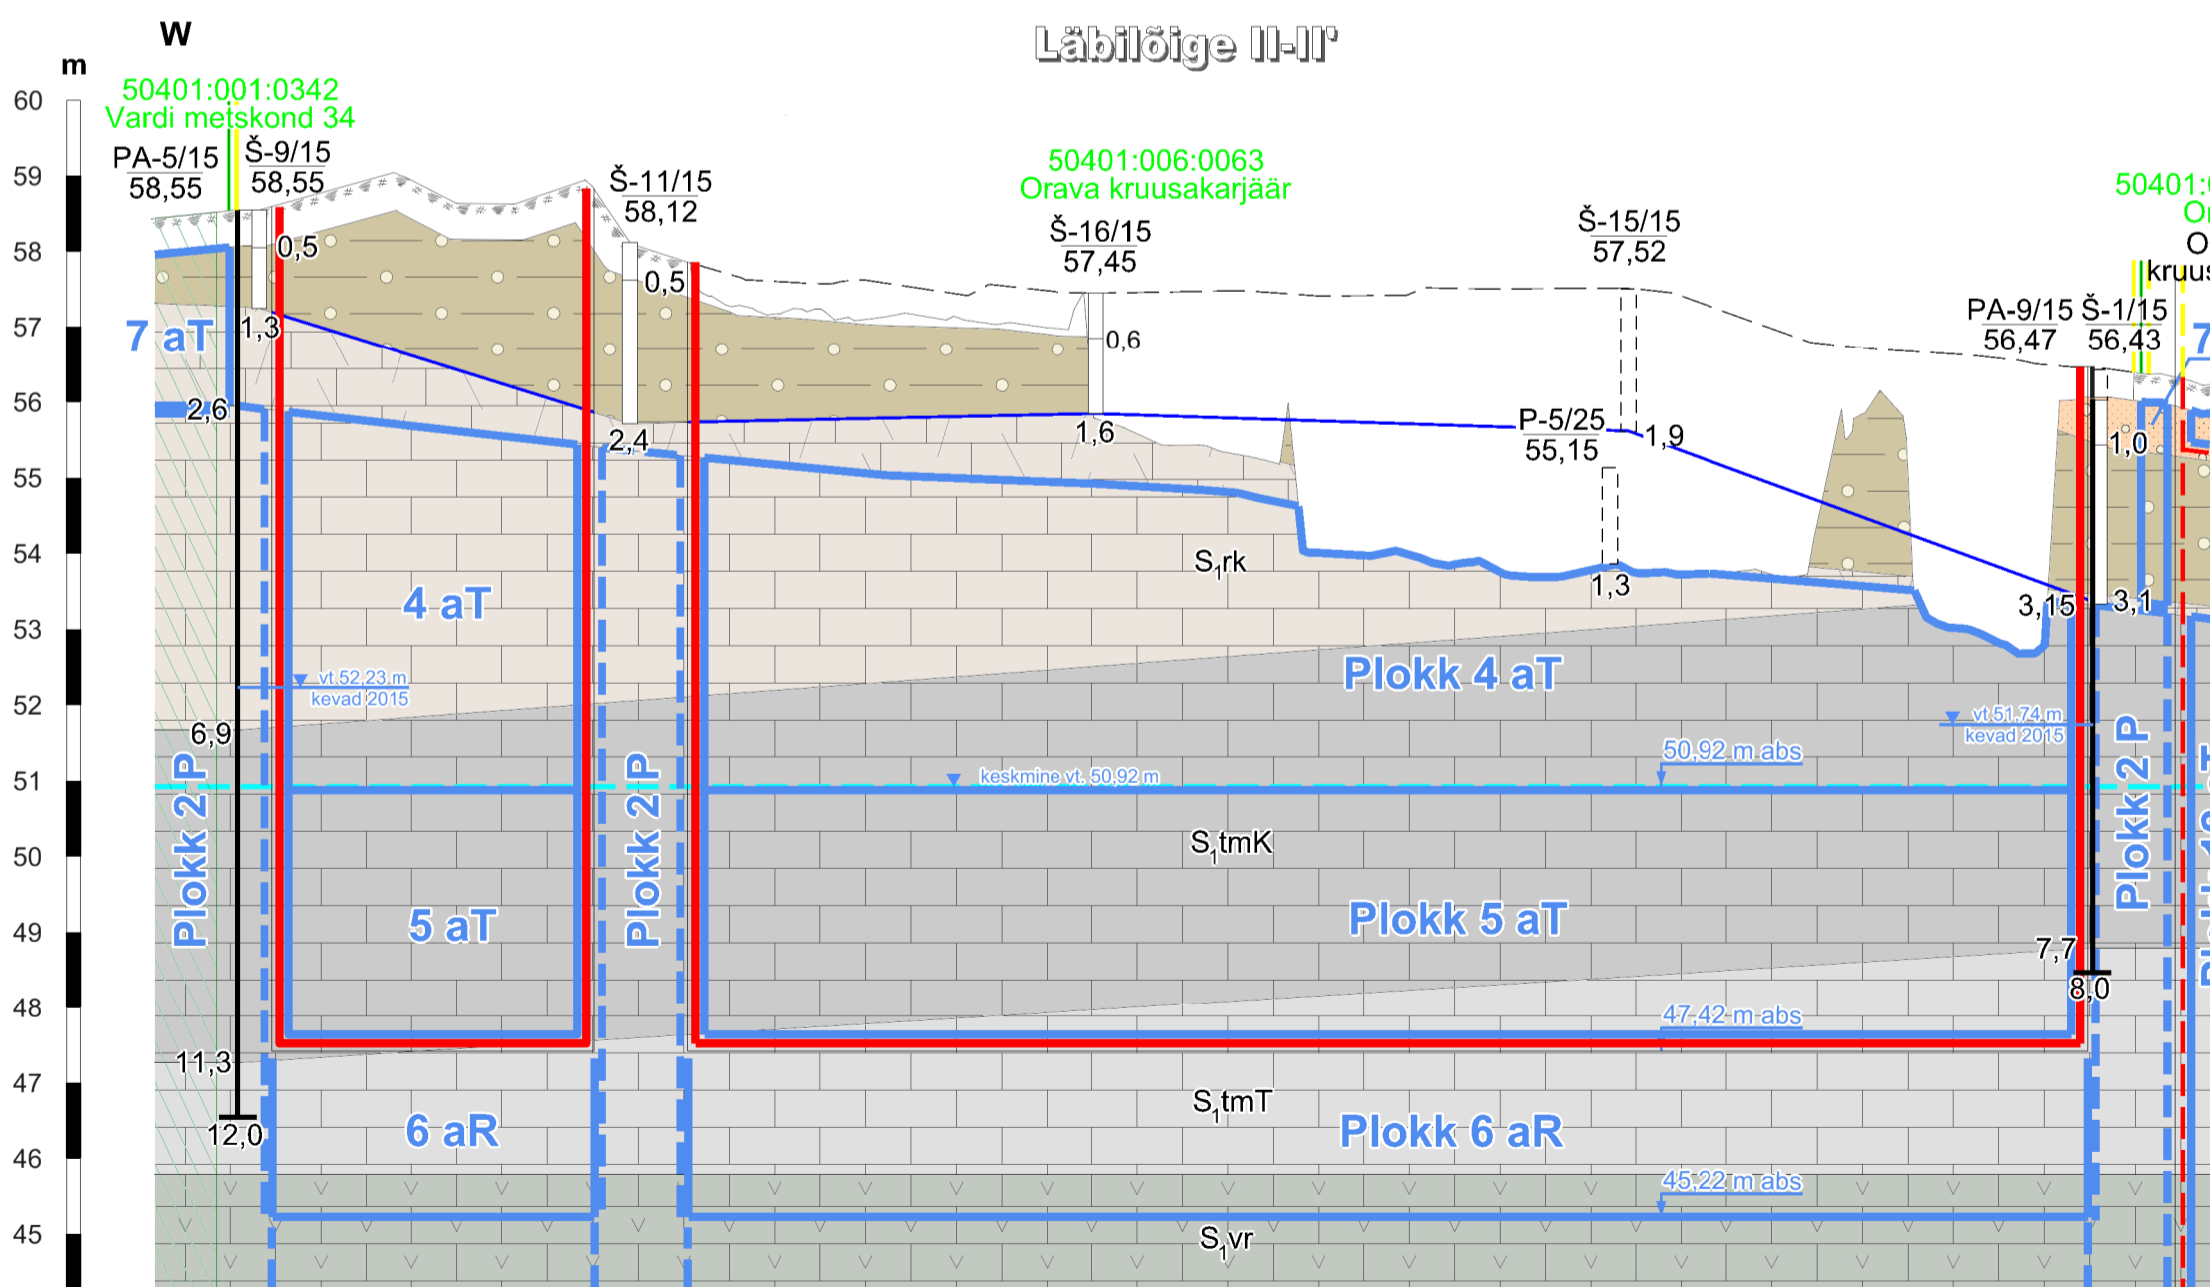 W
Läbilõige II-II'
m
60
59
58
57
56
55
54
53
52
51
50
49
48
47
46
45
50401:001:0342
Vardi metskond 34
PA-5/15
58,55
Š-9/15
58,55
Š-11/15
58,12
50401:006:0063
Orava kruusakarjäär
Š-16/15
57,45
Š-15/15
57,52
P-5/25
55,15
PA-9/15
56,47
Š-1/15
56,43
50401:
0,5
1,3
0,5
2,4
0,6
1,6
1,9
1,3
1,0
3,15
3,1
7 aT
2,6
4 aT
S1rk
vt 52,23 m
kevad 2015
6,9
Plokk 4 aT
vt 51,74 m
kevad 2015
50,92 m abs
keskmine vt. 50,92 m
Plokk 2 P
Plokk 2 P
Plokk 2 P
S1tmK
5 aT
Plokk 5 aT
7,7
8,0
47,42 m abs
11,3
12,0
6 aR
S1tmT
Plokk 6 aR
45,22 m abs
S1vr